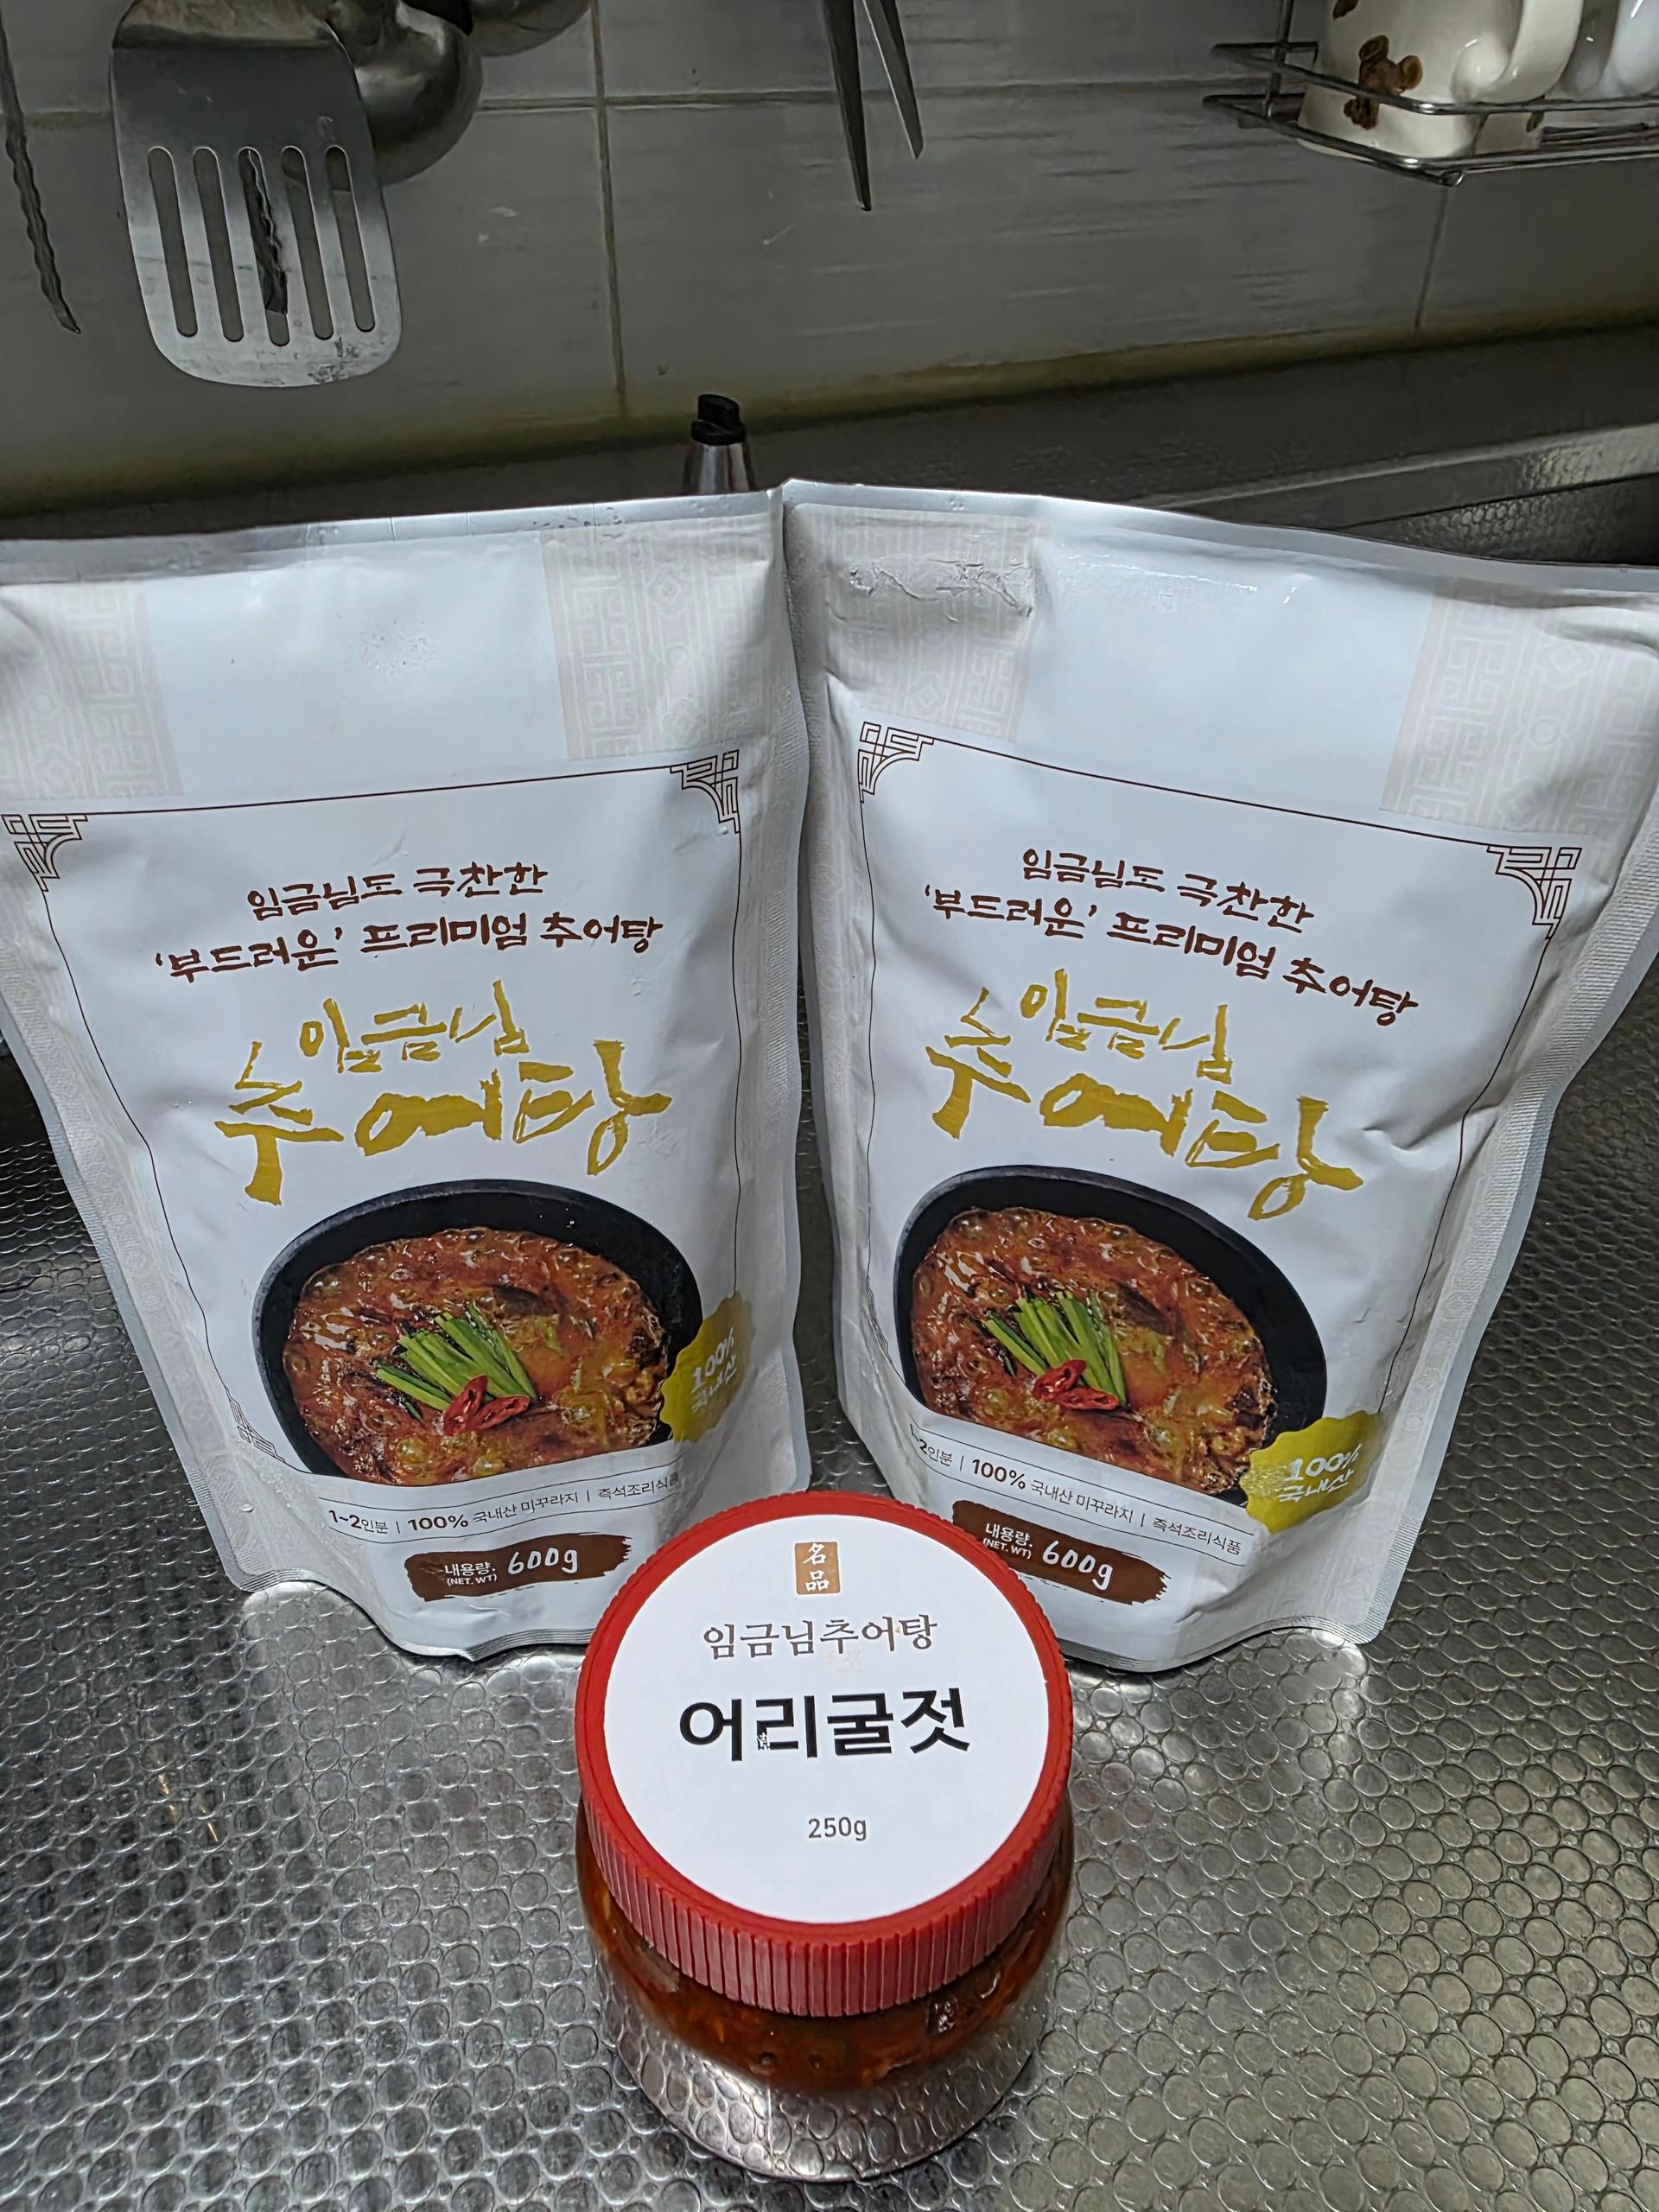 임금님도 극찬한
'부드러운' 프리미엄 추어탕
임금님
추어탕
100%
국내산
1~2인분 | 100% 국내산 미꾸라지 | 즉석조리식품
내용량. 600g
(NET. WT)
임금님도 극찬한
'부드러운' 프리미엄 추어탕
임금님
추어탕
100%
국내산
1~2인분 | 100% 국내산 미꾸라지 | 즉석조리식품
내용량. 600g
(NET. WT)
名品
임금님추어탕
어리굴젓
250g